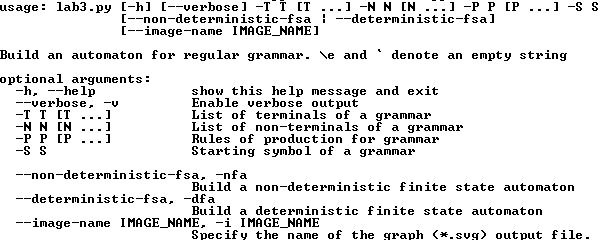 usage: lab3.py [-h] [--verbose] -T T [T ...] -N N [N ...] -P P [P ...] -S S
[--non-deterministic-fsa | --deterministic-fsa]
[--image-name IMAGE_NAME]
Build an automaton for regular grammar. \e and ` denote an empty string
optional arguments:
-h, --help show this help message and exit
--verbose, -v Enable verbose output
-T T [T ...] List of terminals of a grammar
-N N [N ...] List of non-terminals of a grammar
-P P [P ...] Rules of production for grammar
-S S Starting symbol of a grammar
--non-deterministic-fsa, -nfa
Build a non-deterministic finite state automaton
--deterministic-fsa, -dfa
Build a deterministic finite state automaton
--image-name IMAGE_NAME, -i IMAGE_NAME
Specify the name of the graph (*.svg) output file.